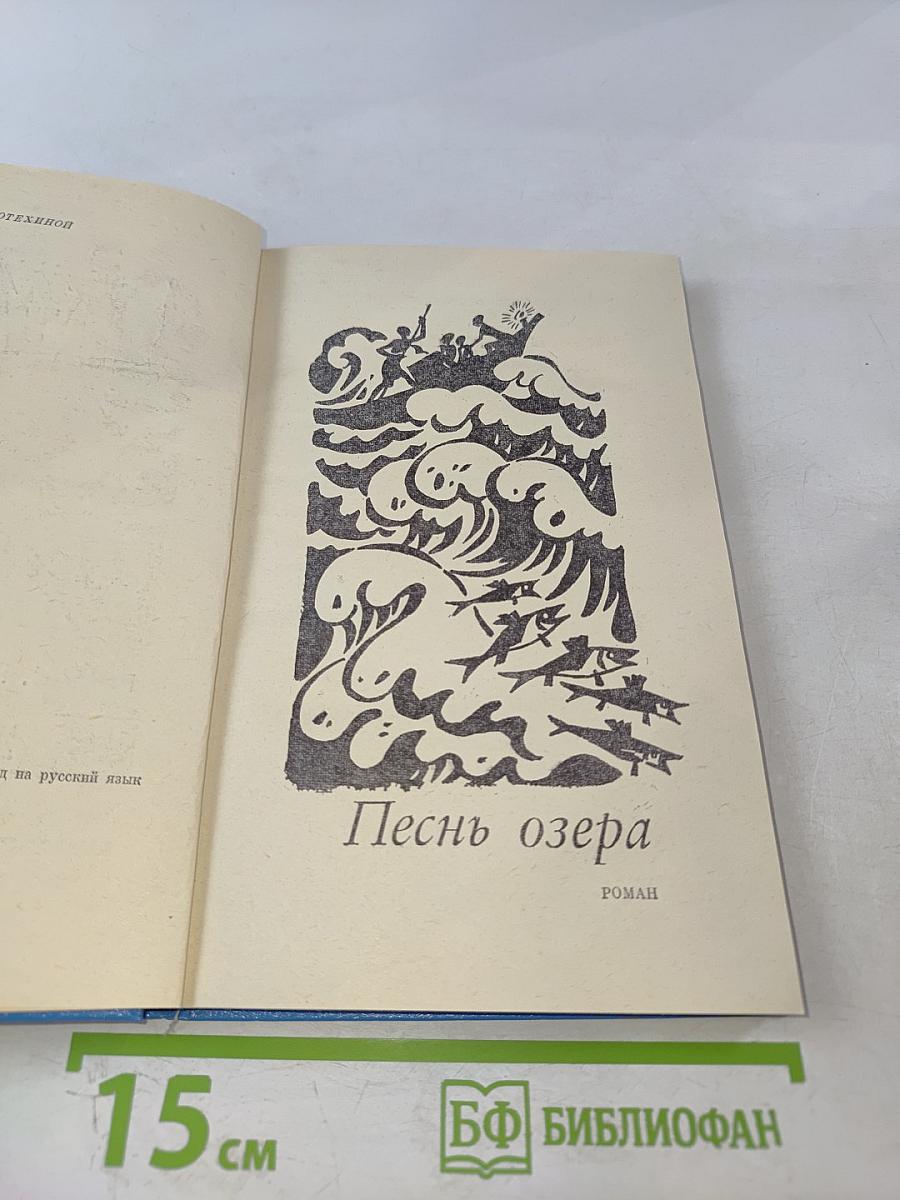 ОТЕХИНОЙ
д на русский язык
Песнь озера
РОМАН
15 см
БФ БИБЛИОФАН